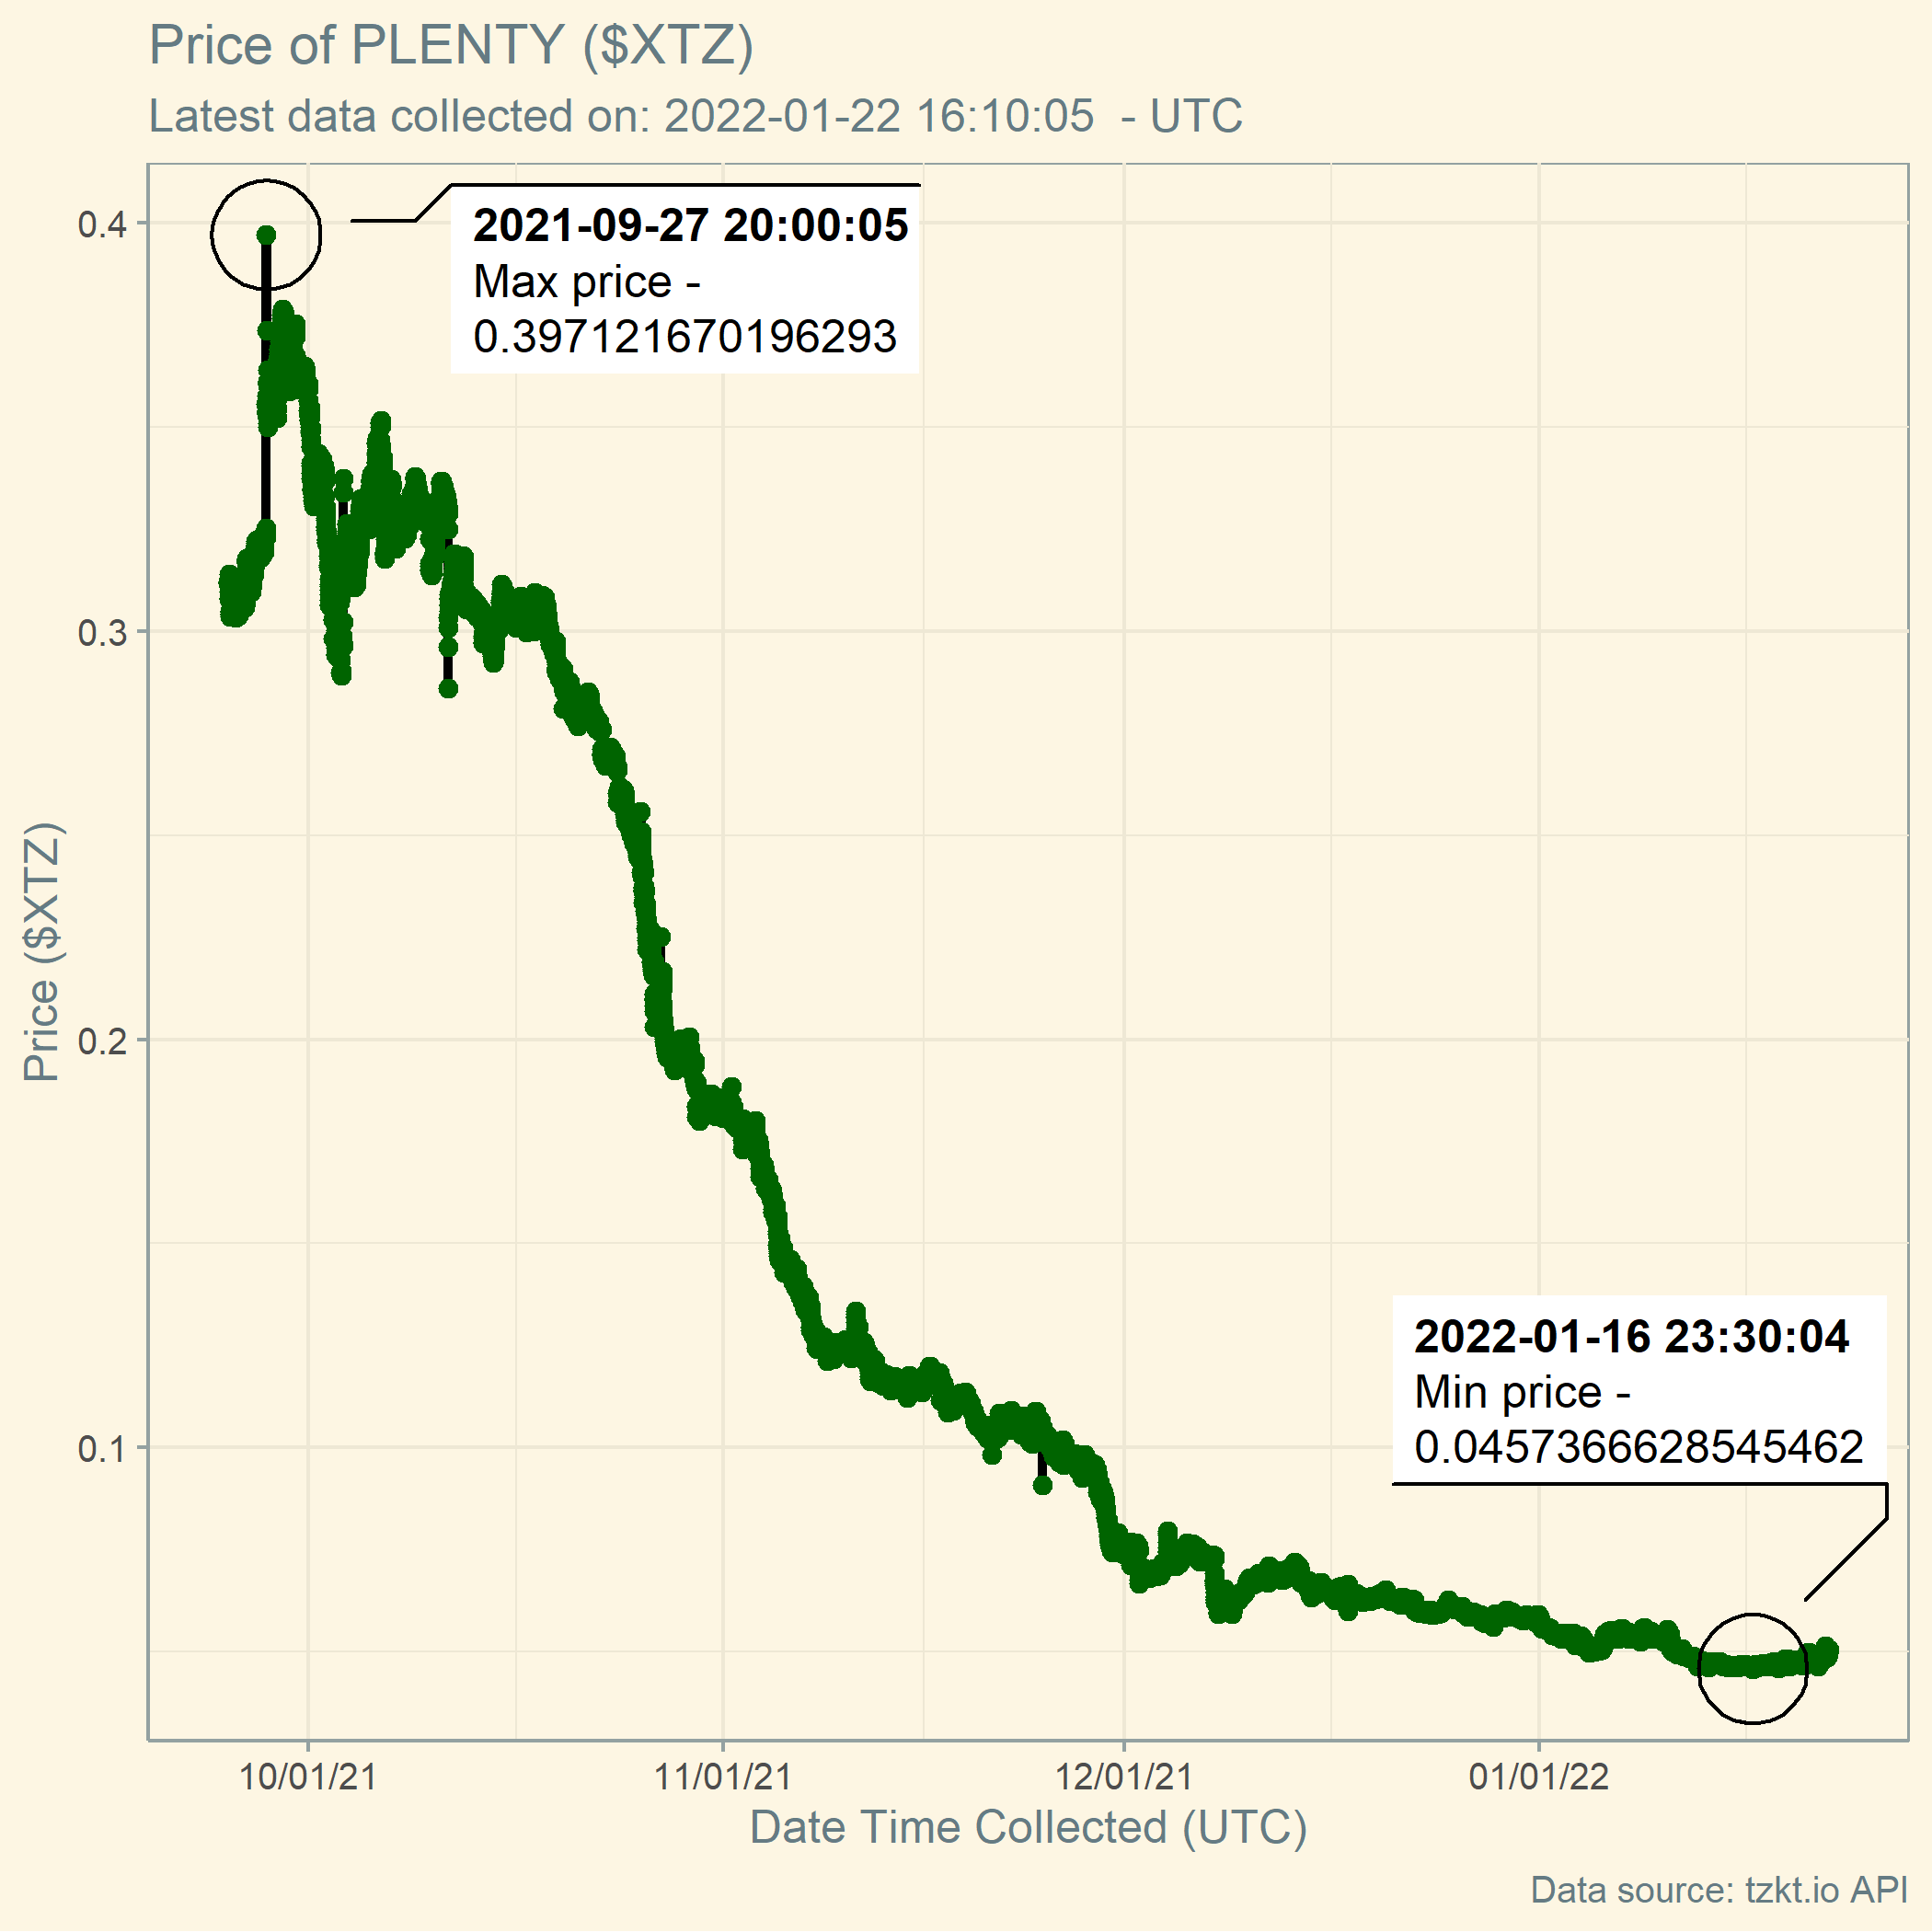 Price of PLENTY ($XTZ)
Latest data collected on: 2022-01-22 16:10:05  - UTC
2021-09-27 20:00:05
Max price -
0.397121670196293
2022-01-16 23:30:04
Min price -
0.0457366628545462
Price ($XTZ)
0.4
0.3
0.2
0.1
10/01/21
11/01/21
12/01/21
01/01/22
Date Time Collected (UTC)
Data source: tzkt.io API